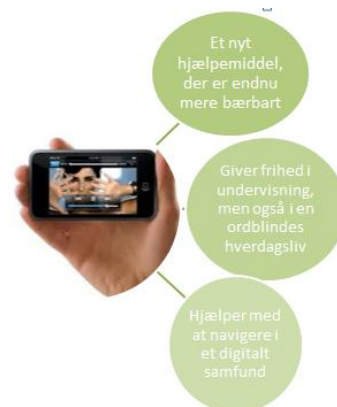 Et nyt
hjælpemiddel,
der er endnu
mere bærbart
Giver frihed i
undervisning,
men også i en
ordblindes
hverdagsliv
Hjælper med
at navigere i
et digitalt
samfund